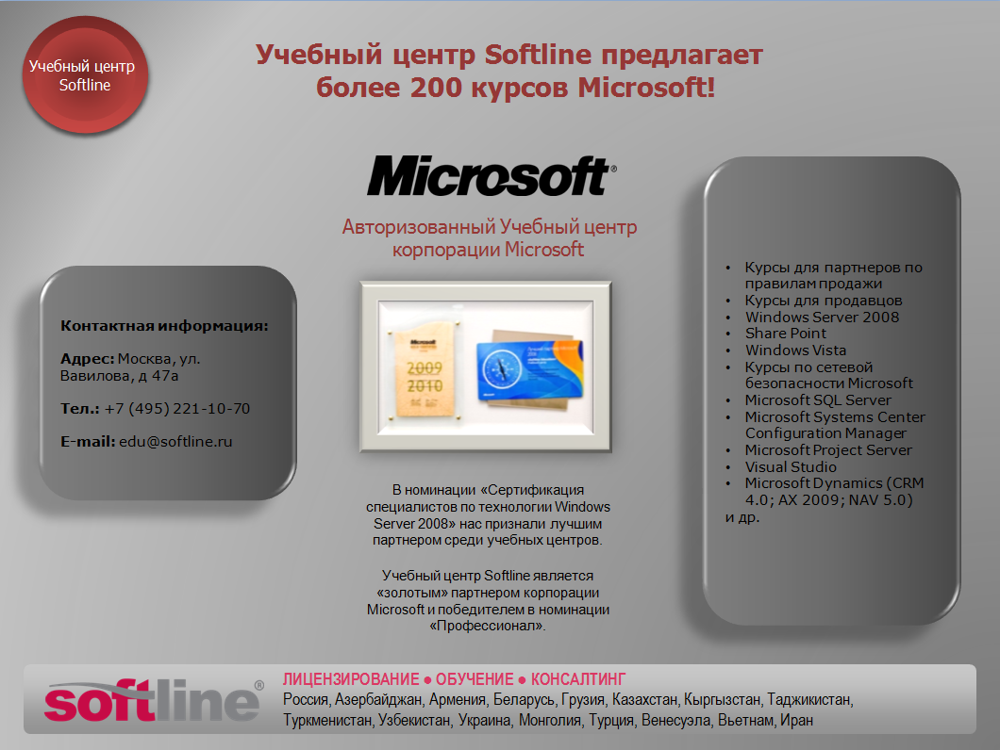 Учебный центр
Softline
Учебный центр Softline предлагает
более 200 курсов Microsoft!
Microsoft®
Авторизованный Учебный центр
корпорации Microsoft
Контактная информация:
Адрес: Москва, ул.
Вавилова, д 47а
Тел.: +7 (495) 221-10-70
E-mail: edu@softline.ru
Microsoft
2009
2010
В номинации «Сертификация
специалистов по технологии Windows
Server 2008» нас признали лучшим
партнером среди учебных центров.
Учебный центр Softline является
«золотым» партнером корпорации
Microsoft и победителем в номинации
«Профессионал».
• Курсы для партнеров по
правилам продажи
• Курсы для продавцов
• Windows Server 2008
• Share Point
• Windows Vista
• Курсы по сетевой
безопасности Microsoft
• Microsoft SQL Server
• Microsoft Systems Center
Configuration Manager
• Microsoft Project Server
• Visual Studio
• Microsoft Dynamics (CRM
4.0; AX 2009; NAV 5.0)
и др.
softline®
ЛИЦЕНЗИРОВАНИЕ ● ОБУЧЕНИЕ ● КОНСАЛТИНГ
Россия, Азербайджан, Армения, Беларусь, Грузия, Казахстан, Кыргызстан, Таджикистан,
Туркменистан, Узбекистан, Украина, Монголия, Турция, Венесуэла, Вьетнам, Иран